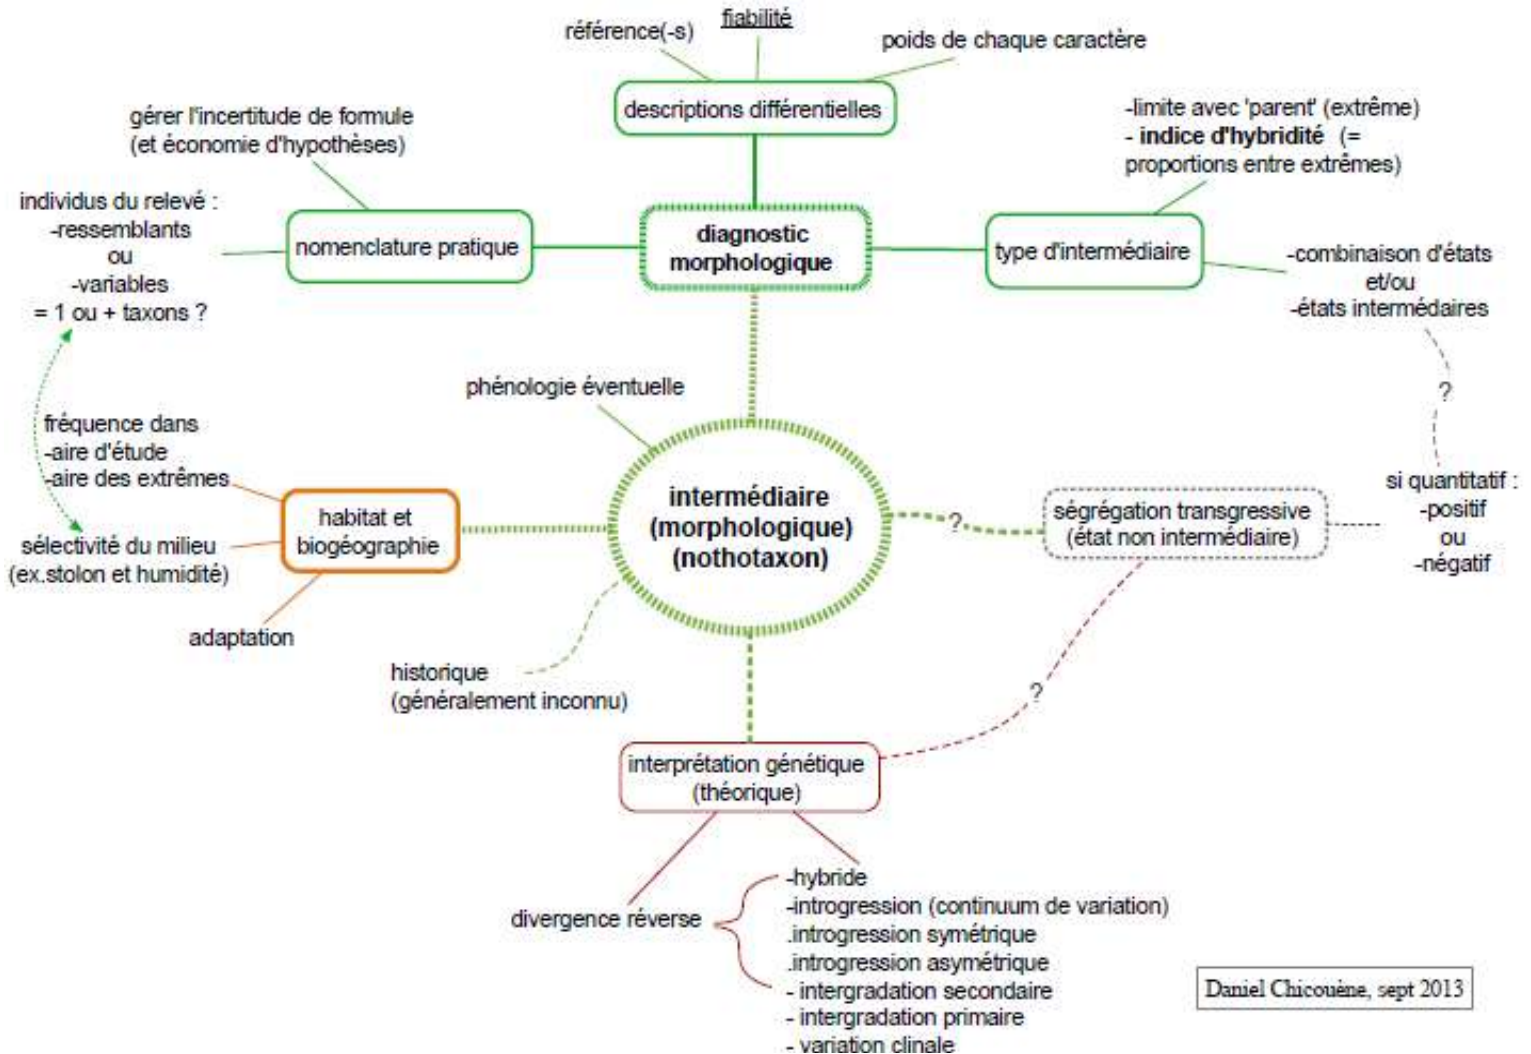 référence(-s)
fiabilité
poids de chaque caractère
descriptions différentielles
gérer l'incertitude de formule
(et économie d'hypothèses)
-limite avec 'parent' (extrême)
- indice d'hybridité (=
proportions entre extrêmes)
individus du relevé :
-ressemblants
ou
-variables
= 1 ou + taxons ?
nomenclature pratique
diagnostic
morphologique
type d'intermédiaire
-combinaison d'états
et/ou
-états intermédaires
?
phénologie éventuelle
fréquence dans
-aire d'étude
-aire des extrêmes
habitat et
biogéographie
sélectivité du milieu
(ex.stolon et humidité)
adaptation
intermédiaire
(morphologique)
(nothotaxon)
?
ségrégation transgressive
(état non intermédiaire)
si quantitatif :
-positif
ou
-négatif
historique
(généralement inconnu)
?
interprétation génétique
(théorique)
divergence réverse
-hybride
-introgression (continuum de variation)
.introgression symétrique
.introgression asymétrique
- intergradation secondaire
- intergradation primaire
- variation clinale
Daniel Chicouène, sept 2013